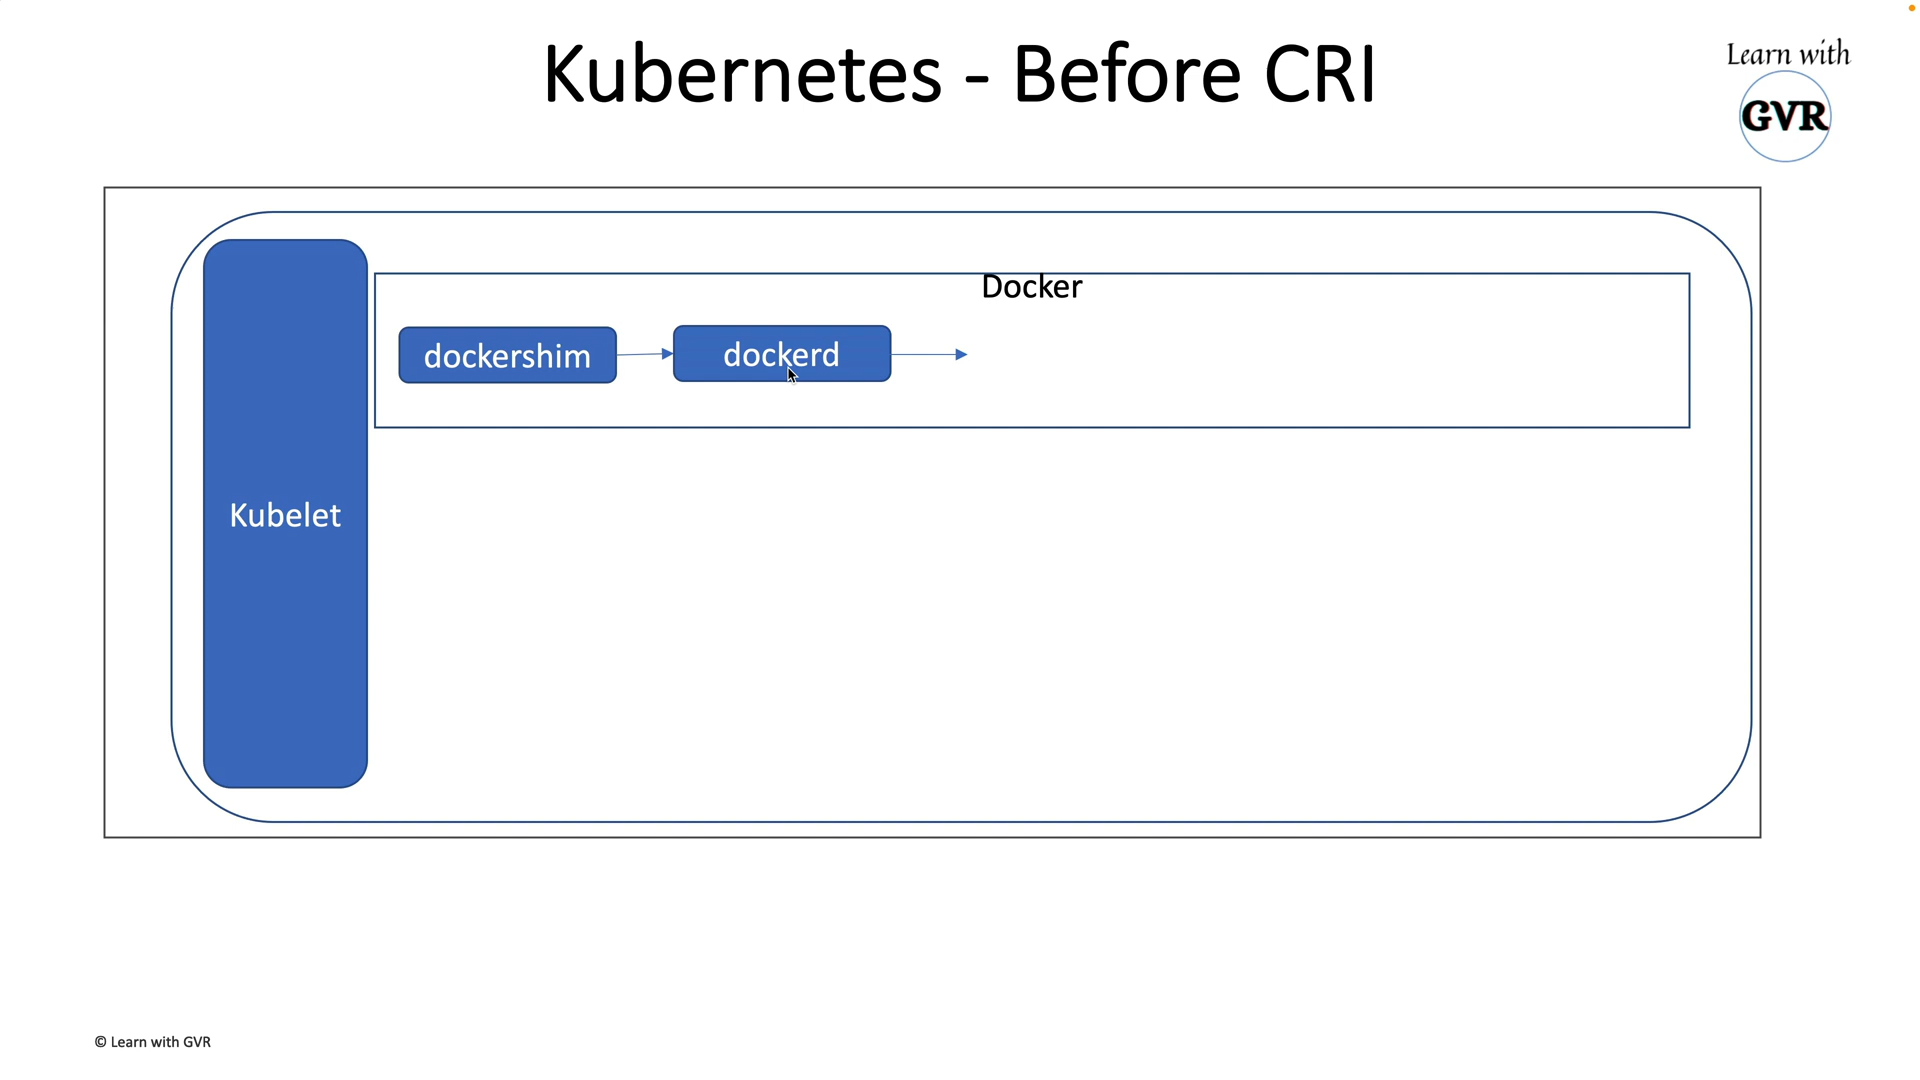 Kubernetes - Before CRI
Learn with
GVR
Docker
dockershim
dockerd
Kubelet
© Learn with GVR